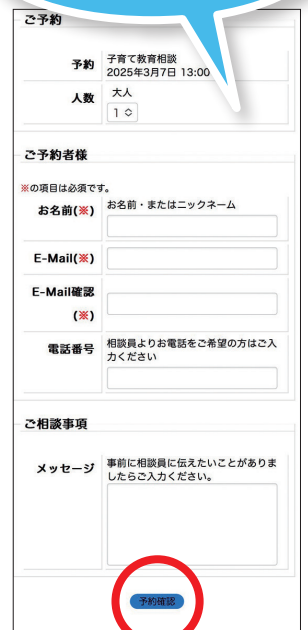 ご予約
予約
子育て教育相談
2025年3月7日 13:00
人数
大人
1
ご予約者様
※の項目は必須です。
お名前(※)
お名前・またはニックネーム
E-Mail(※)
E-Mail確認
(※)
電話番号
相談員よりお電話をご希望の方はご入
力ください
ご相談事項
メッセージ
事前に相談員に伝えたいことがありま
したらご入力ください。
予約確認